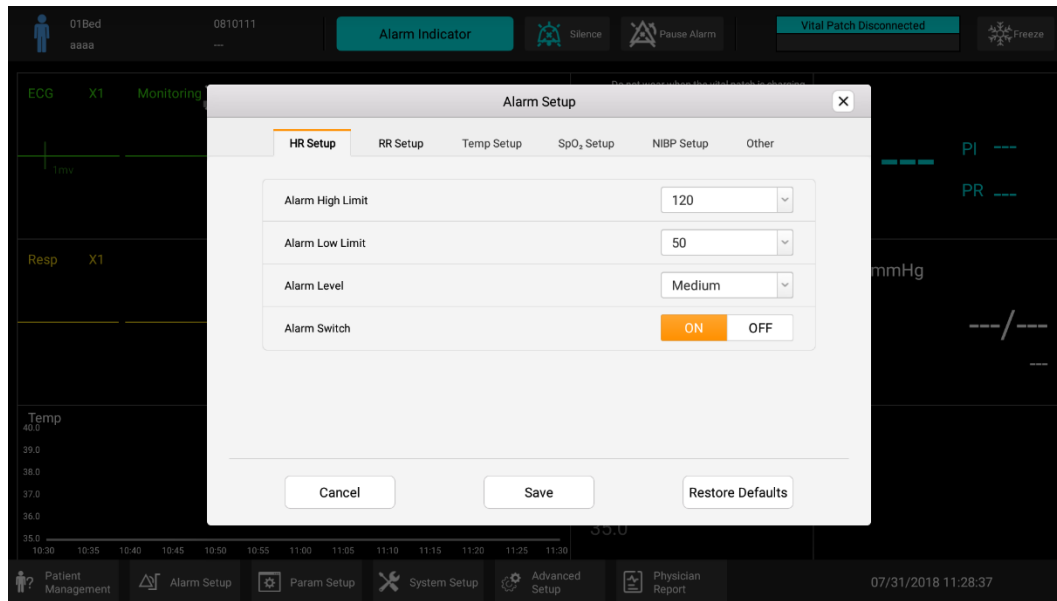 01Bed 0810111
aaaa ---
Alarm Indicator
Silence
Pause Alarm
Vital Patch Disconnected
Freeze
ECG X1 Monitoring
1mv
PI ---
PR ---
---
Resp X1
mmHg
---/---
---
Temp
40.0
39.0
38.0
37.0
36.0
35.0
10:30 10:35 10:40 10:45 10:50 10:55 11:00 11:05 11:10 11:15 11:20 11:25 11:30
35.0
Alarm Setup
HR Setup RR Setup Temp Setup SpO₂ Setup NIBP Setup Other
Alarm High Limit 120
Alarm Low Limit 50
Alarm Level Medium
Alarm Switch ON OFF
Cancel Save Restore Defaults
Patient
Management
Alarm Setup
Param Setup
System Setup
Advanced
Setup
Physician
Report
07/31/2018 11:28:37